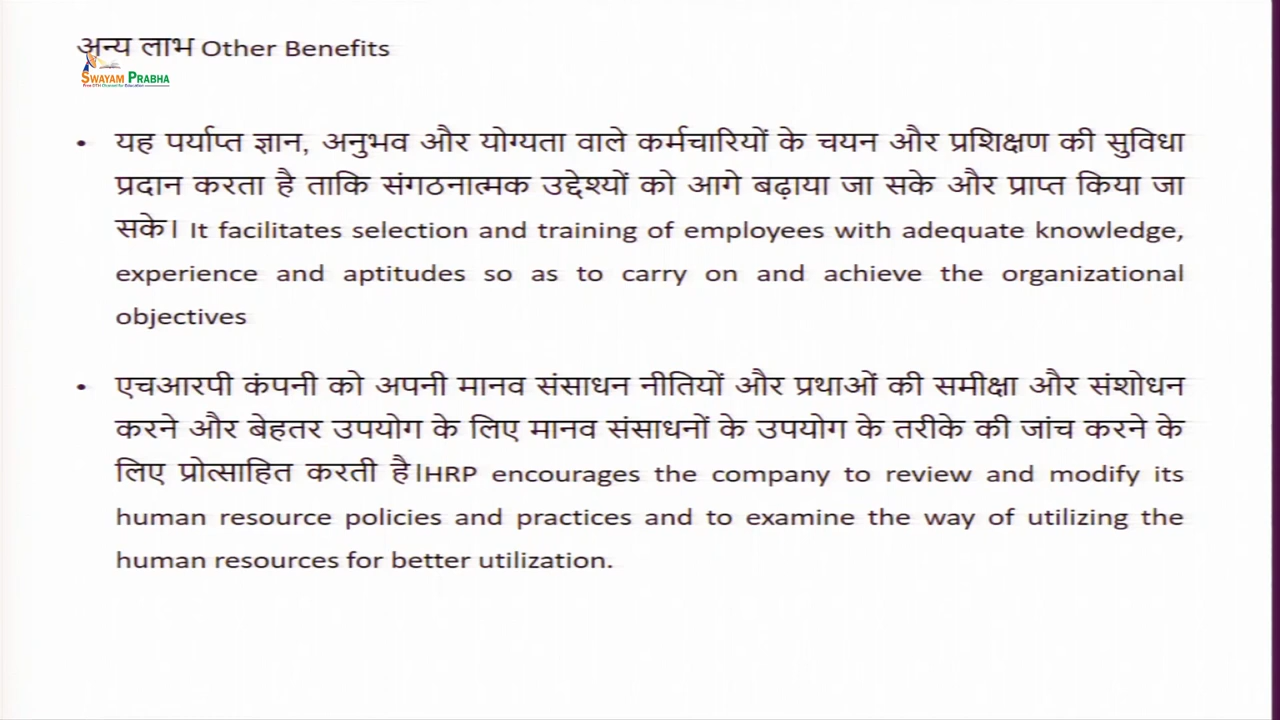 अन्य लाभ Other Benefits
SWAYAM PRABHA
Free DTH Channel for Education
• यह पर्याप्त ज्ञान, अनुभव और योग्यता वाले कर्मचारियों के चयन और प्रशिक्षण की सुविधा
प्रदान करता है ताकि संगठनात्मक उद्देश्यों को आगे बढ़ाया जा सके और प्राप्त किया जा
सके। It facilitates selection and training of employees with adequate knowledge,
experience and aptitudes so as to carry on and achieve the organizational
objectives
• एचआरपी कंपनी को अपनी मानव संसाधन नीतियों और प्रथाओं की समीक्षा और संशोधन
करने और बेहतर उपयोग के लिए मानव संसाधनों के उपयोग के तरीके की जांच करने के
लिए प्रोत्साहित करती है।HRP encourages the company to review and modify its
human resource policies and practices and to examine the way of utilizing the
human resources for better utilization.